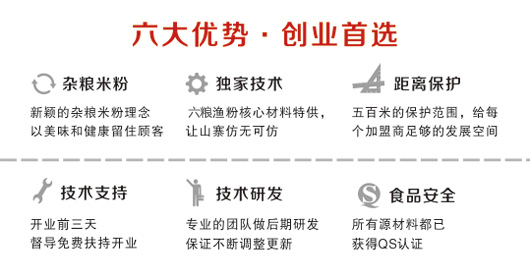 六大优势·创业首选
杂粮米粉
新颖的杂粮米粉理念
以美味和健康留住顾客
独家技术
六粮渔粉核心材料特供，
让山寨仿无可仿
距离保护
五百米的保护范围，给每
个加盟商足够的发展空间
技术支持
开业前三天
督导免费扶持开业
技术研发
专业的团队做后期研发
保证不断调整更新
食品安全
所有源材料都已
获得QS认证